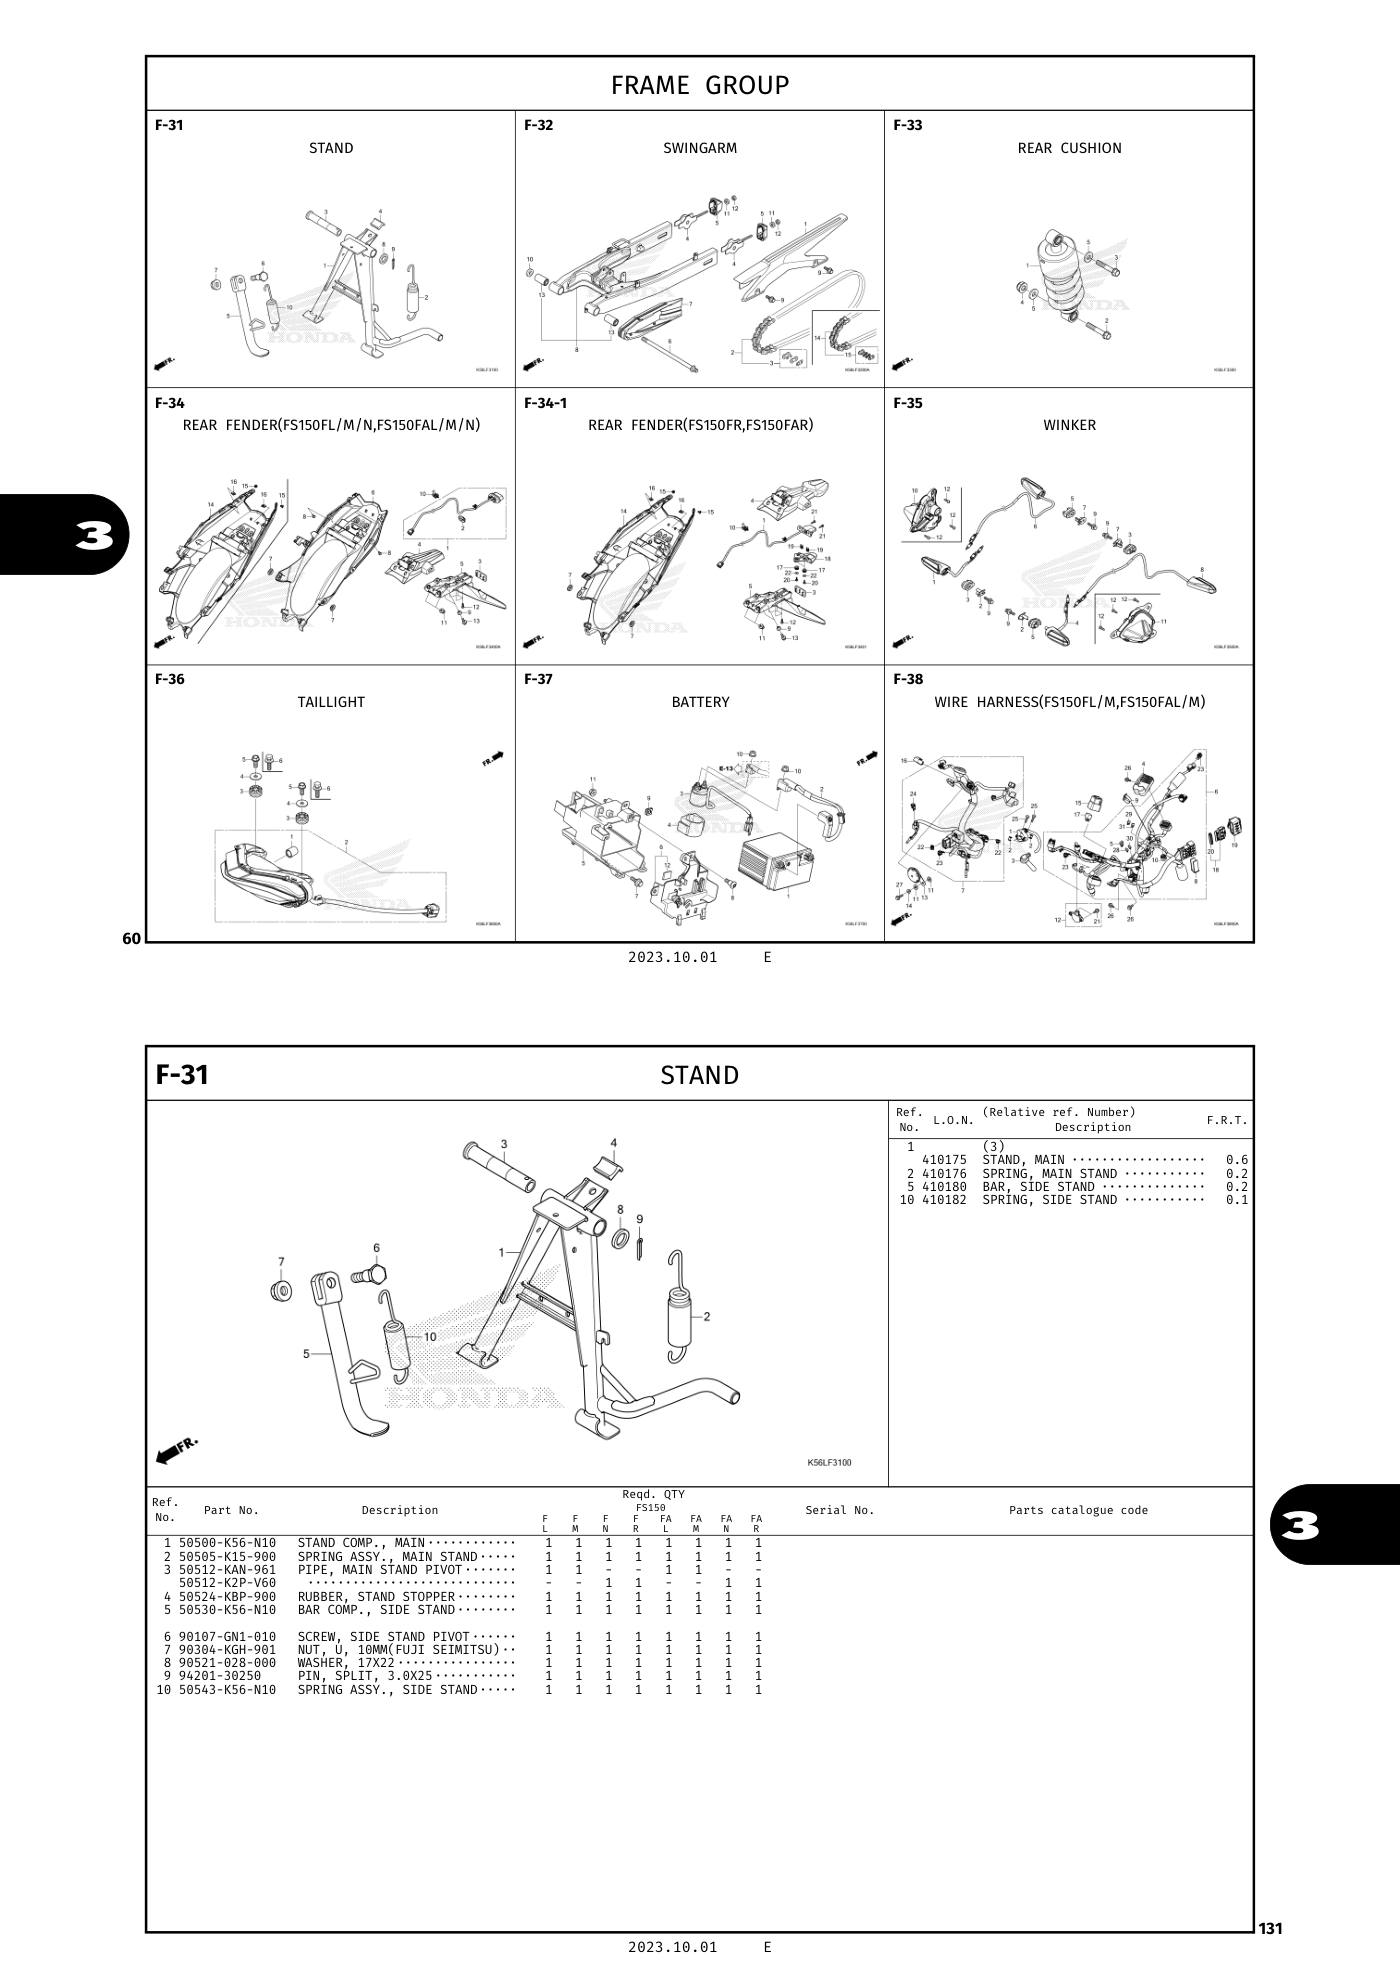 FRAME GROUP
F-31
STAND
F-32
SWINGARM
F-33
REAR CUSHION
F-34
REAR FENDER(FS150FL/M/N,FS150FAL/M/N)
F-34-1
REAR FENDER(FS150FR,FS150FAR)
F-35
WINKER
F-36
TAILLIGHT
F-37
BATTERY
E-13
F-38
WIRE HARNESS(FS150FL/M,FS150FAL/M)
3
60
2023.10.01 E
F-31 STAND
Ref. No. L.O.N. (Relative ref. Number) Description F.R.T.
1 (3)
410175 STAND, MAIN ·················· 0.6
2 410176 SPRING, MAIN STAND ··········· 0.2
5 410180 BAR, SIDE STAND ·············· 0.2
10 410182 SPRING, SIDE STAND ··········· 0.1
3
4
8
9
1
7
6
2
10
5
HONDA
FR.
K56LF3100
Ref. No. Part No. Description Reqd. QTY Serial No. Parts catalogue code
FS150
F F F F FA FA FA FA
L M N R L M N R
1 50500-K56-N10 STAND COMP., MAIN············ 1 1 1 1 1 1 1 1
2 50505-K15-900 SPRING ASSY., MAIN STAND····· 1 1 1 1 1 1 1 1
3 50512-KAN-961 PIPE, MAIN STAND PIVOT······· 1 1 - - 1 1 - -
50512-K2P-V60 ···························· - - 1 1 - - 1 1
4 50524-KBP-900 RUBBER, STAND STOPPER········ 1 1 1 1 1 1 1 1
5 50530-K56-N10 BAR COMP., SIDE STAND········ 1 1 1 1 1 1 1 1
6 90107-GN1-010 SCREW, SIDE STAND PIVOT······ 1 1 1 1 1 1 1 1
7 90304-KGH-901 NUT, U, 10MM(FUJI SEIMITSU)·· 1 1 1 1 1 1 1 1
8 90521-028-000 WASHER, 17X22················ 1 1 1 1 1 1 1 1
9 94201-30250 PIN, SPLIT, 3.0X25··········· 1 1 1 1 1 1 1 1
10 50543-K56-N10 SPRING ASSY., SIDE STAND····· 1 1 1 1 1 1 1 1
3
131
2023.10.01 E